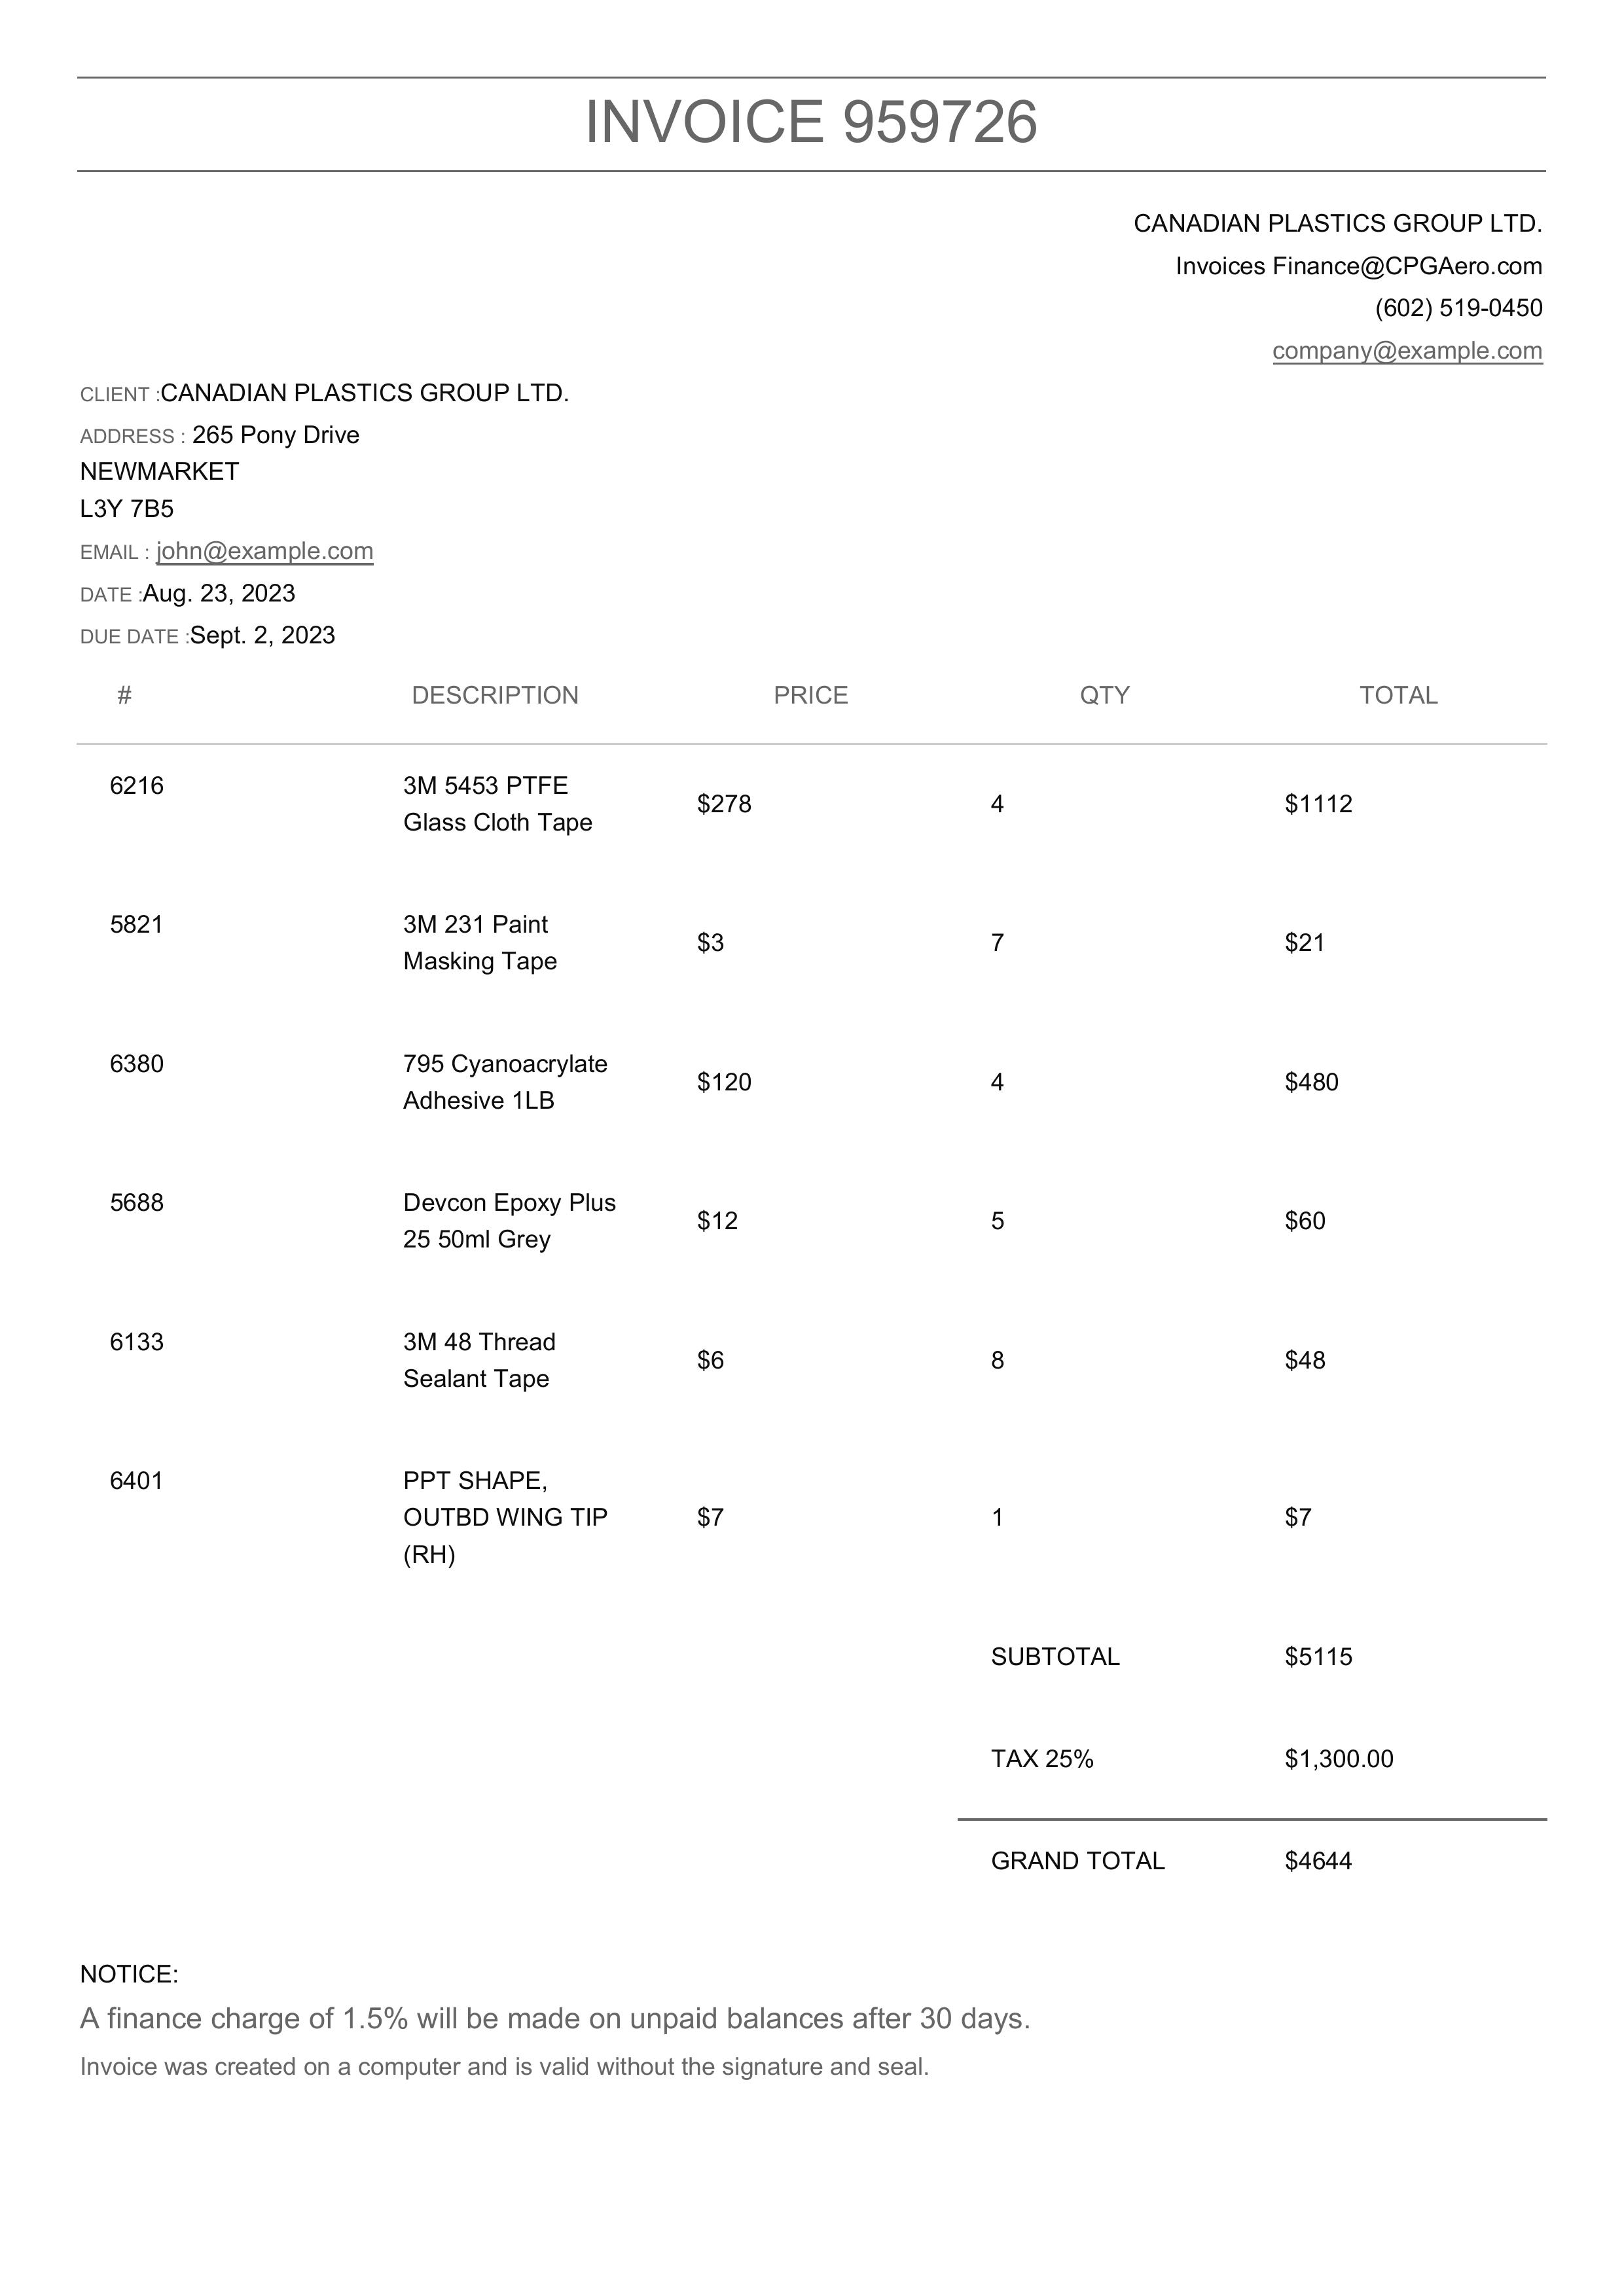 INVOICE 959726
CANADIAN PLASTICS GROUP LTD.
Invoices Finance@CPGAero.com
(602) 519-0450
company@example.com
CLIENT :CANADIAN PLASTICS GROUP LTD.
ADDRESS : 265 Pony Drive
NEWMARKET
L3Y 7B5
EMAIL : john@example.com
DATE :Aug. 23, 2023
DUE DATE :Sept. 2, 2023
# DESCRIPTION PRICE QTY TOTAL
6216 3M 5453 PTFE
Glass Cloth Tape $278 4 $1112
5821 3M 231 Paint
Masking Tape $3 7 $21
6380 795 Cyanoacrylate
Adhesive 1LB $120 4 $480
5688 Devcon Epoxy Plus
25 50ml Grey $12 5 $60
6133 3M 48 Thread
Sealant Tape $6 8 $48
6401 PPT SHAPE,
OUTBD WING TIP $7 1 $7
(RH)
SUBTOTAL $5115
TAX 25% $1,300.00
GRAND TOTAL $4644
NOTICE:
A finance charge of 1.5% will be made on unpaid balances after 30 days.
Invoice was created on a computer and is valid without the signature and seal.